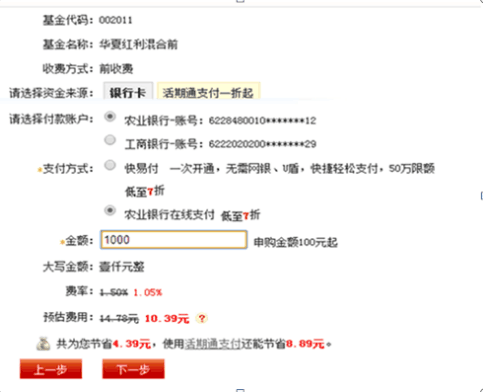 基金代码：002011
基金名称：华夏红利混合前
收费方式：前收费
请选择资金来源：银行卡 活期通支付一折起
请选择付款账户：农业银行-账号：6228480010*******12
工商银行-账号：6222020200*******29
*支付方式：快易付 一次开通，无需网银、U盾，快捷轻松支付，50万限额
低至7折
农业银行在线支付 低至7折
*金额：1000 申购金额100元起
大写金额：壹仟元整
费率：1.50% 1.05%
预估费用：14.78元 10.39元 ?
共为您节省4.39元，使用活期通支付还能节省8.89元。
上一步 下一步